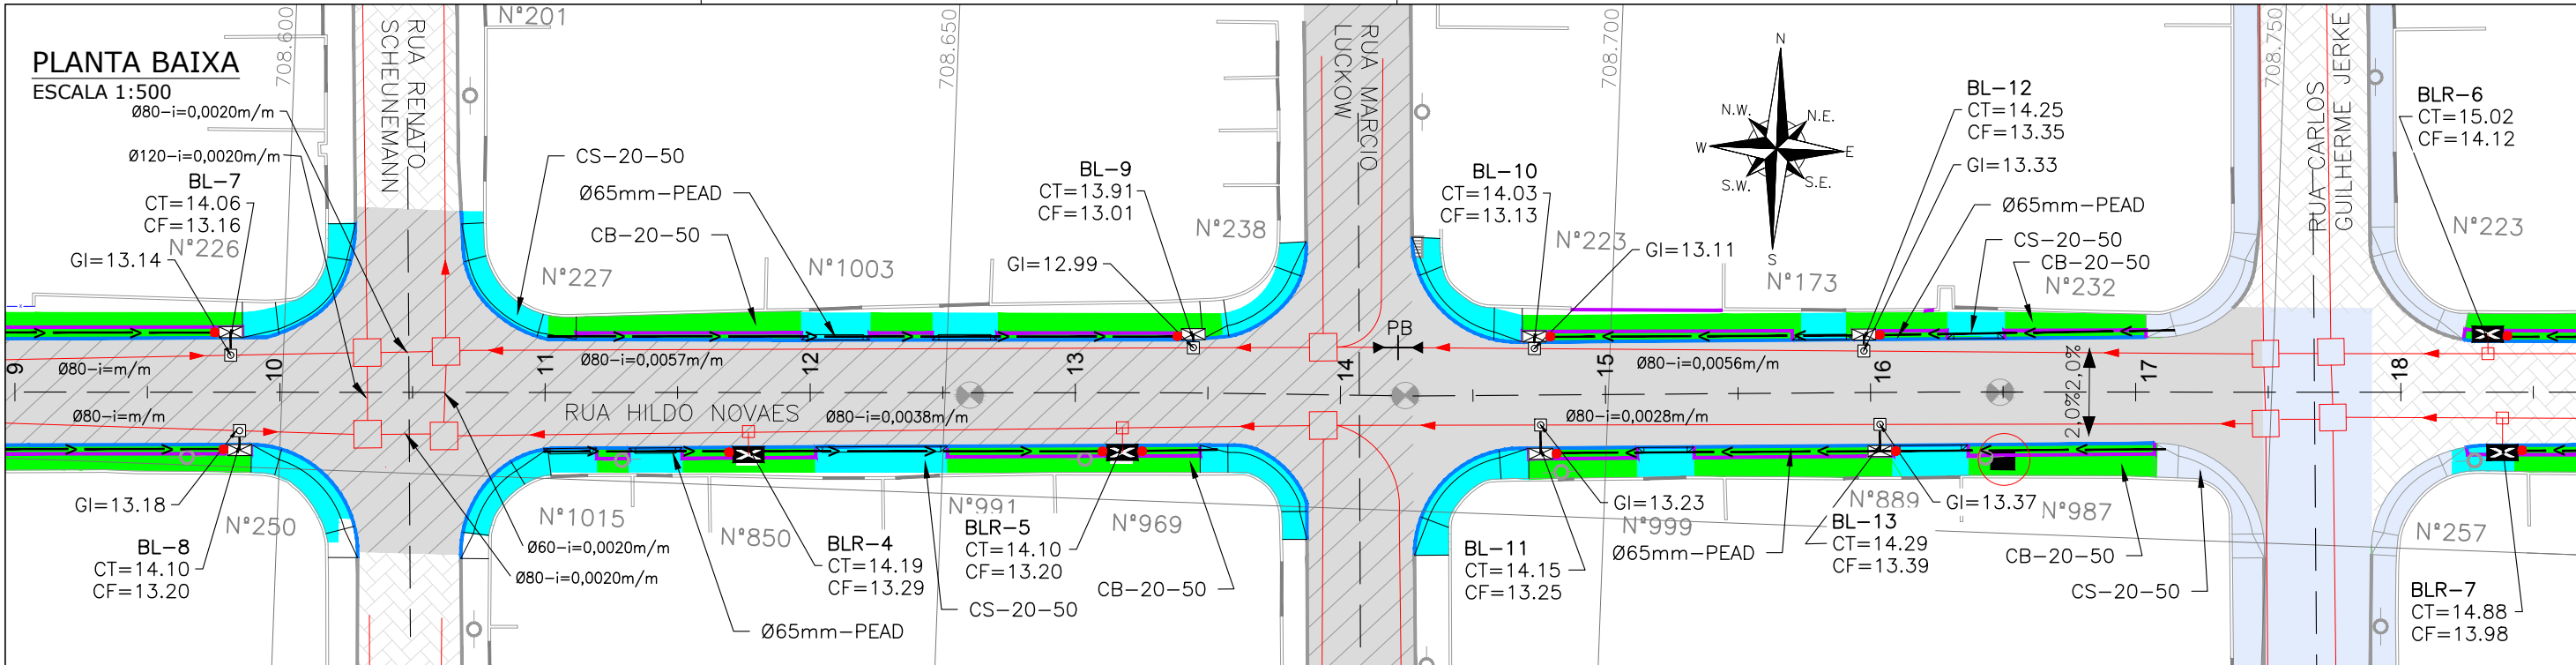 PLANTA BAIXA
ESCALA 1:500
Ø80-i=0,0020m/m
Ø120-i=0,0020m/m
BL-7
CT=14.06
CF=13.16
N°226
GI=13.14
708.600
RUA RENATO
SCHEUNEMANN
N°201
CS-20-50
Ø65mm-PEAD
CB-20-50
N°227
N°1003
708.650
BL-9
CT=13.91
CF=13.01
GI=12.99
N°238
RUA MARCIO
LUCKOW
BL-10
CT=14.03
CF=13.13
N°223
GI=13.11
708.700
N
N.E.
E
S.E.
S
S.W.
W
N.W.
N°173
BL-12
CT=14.25
CF=13.35
GI=13.33
Ø65mm-PEAD
CS-20-50
CB-20-50
N°232
708.750
RUA CARLOS
GUILHERME JERKE
BLR-6
CT=15.02
CF=14.12
N°223
9
10
11
12
13
14
15
16
17
18
Ø80-i=m/m
Ø80-i=m/m
Ø80-i=0,0057m/m
RUA HILDO NOVAES
Ø80-i=0,0038m/m
PB
Ø80-i=0,0056m/m
Ø80-i=0,0028m/m
2,0%
2,0%
GI=13.18
N°250
BL-8
CT=14.10
CF=13.20
N°1015
Ø60-i=0,0020m/m
Ø80-i=0,0020m/m
N°850
BLR-4
CT=14.19
CF=13.29
CS-20-50
Ø65mm-PEAD
N°991
BLR-5
CT=14.10
CF=13.20
N°969
CB-20-50
BL-11
CT=14.15
CF=13.25
GI=13.23
N°999
Ø65mm-PEAD
N°889
BL-13
CT=14.29
CF=13.39
GI=13.37
N°987
CB-20-50
CS-20-50
N°257
BLR-7
CT=14.88
CF=13.98